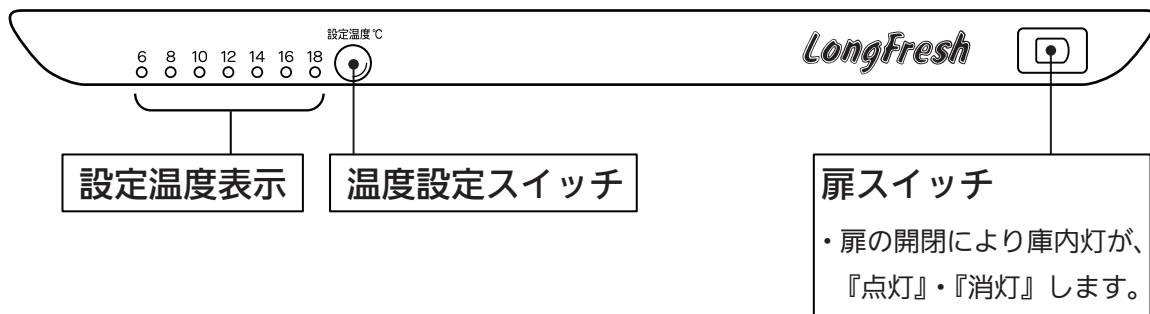 設定温度℃
6 8 10 12 14 16 18
LongFresh
設定温度表示
温度設定スイッチ
扉スイッチ
・扉の開閉により庫内灯が、
『点灯』・『消灯』します。